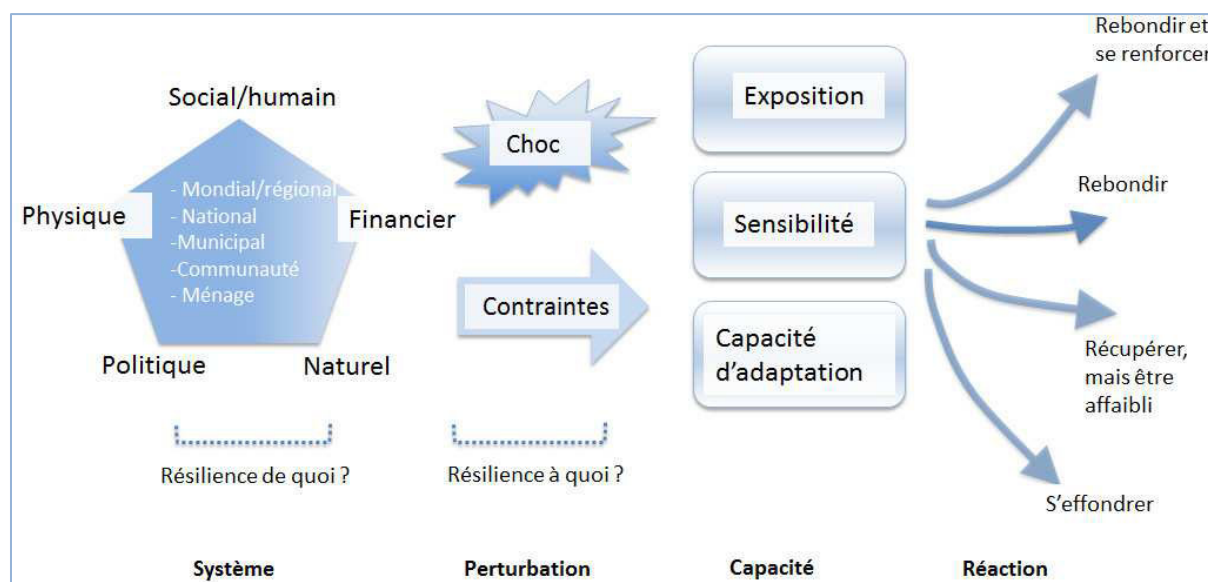 Social/humain
Physique
Financier
Politique
Naturel
- Mondial/régional
- National
-Municipal
-Communauté
- Ménage
Résilience de quoi ?
Système
Choc
Contraintes
Résilience à quoi ?
Perturbation
Exposition
Sensibilité
Capacité
d’adaptation
Capacité
Rebondir et
se renforcer
Rebondir
Récupérer,
mais être
affaibli
S’effondrer
Réaction